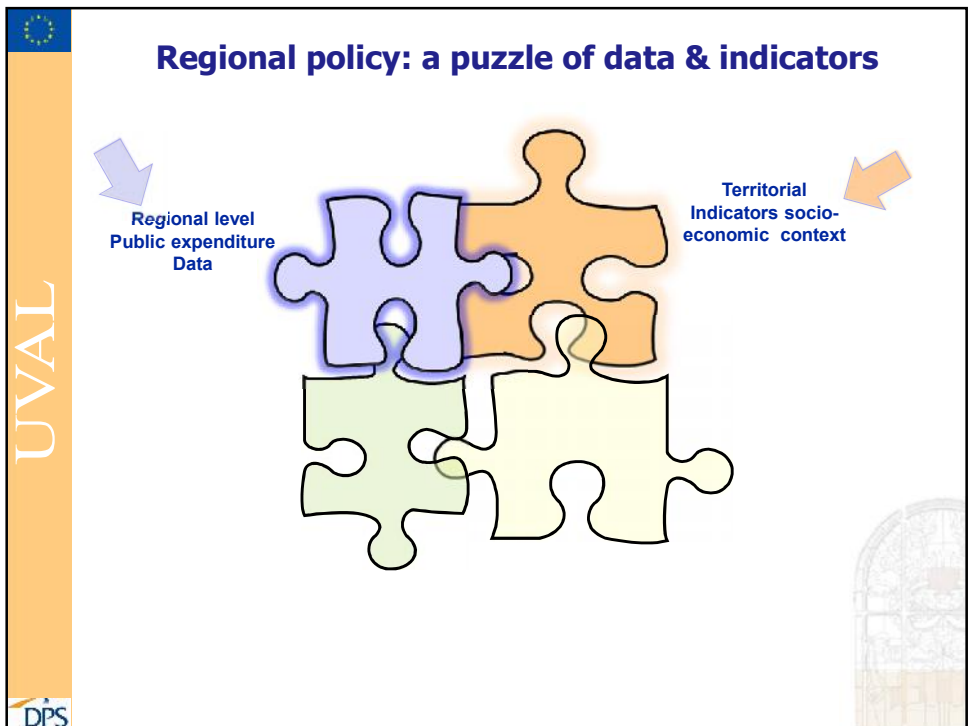 Regional policy: a puzzle of data & indicators
Regional level
Public expenditure
Data
Territorial
Indicators socio-
economic context
UVAL
DPS